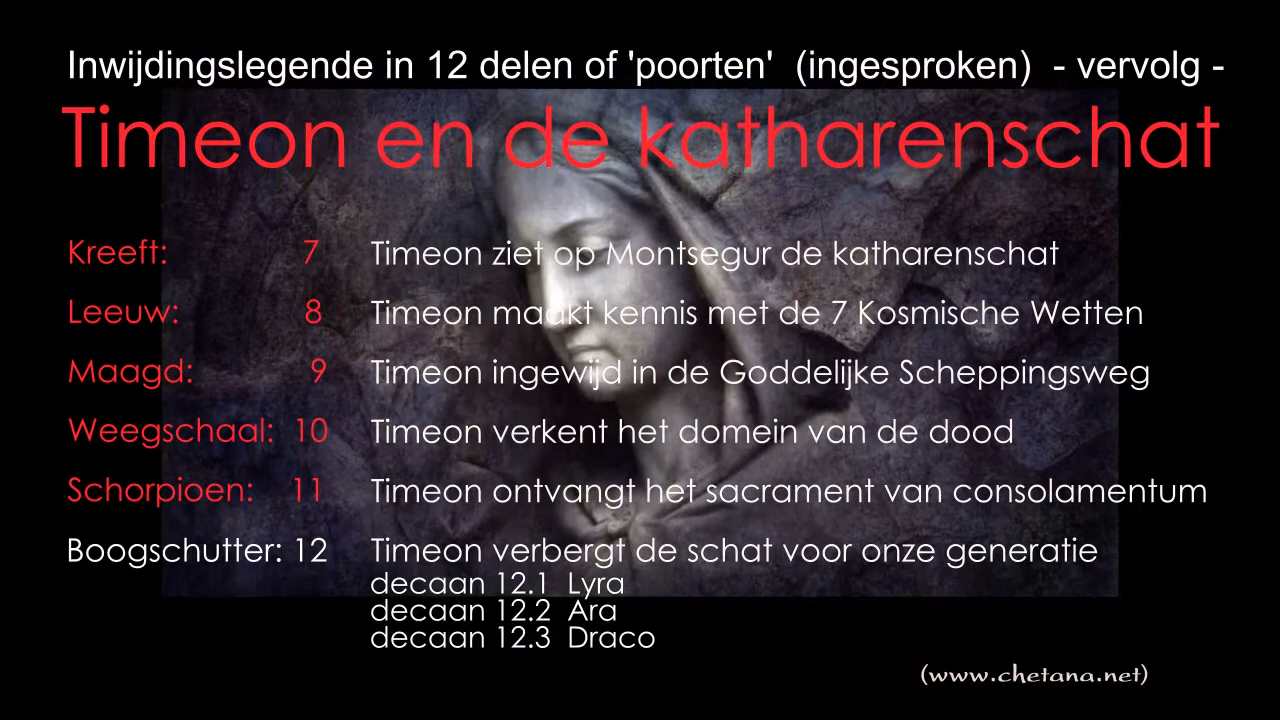 Inwijdingslegende in 12 delen of 'poorten' (ingesproken) - vervolg -
Timeon en de katharenschat
Kreeft: 7 Timeon ziet op Montsegur de katharenschat
Leeuw: 8 Timeon maakt kennis met de 7 Kosmische Wetten
Maagd: 9 Timeon ingewijd in de Goddelijke Scheppingsweg
Weegschaal: 10 Timeon verkent het domein van de dood
Schorpioen: 11 Timeon ontvangt het sacrament van consolamentum
Boogschutter: 12 Timeon verbergt de schat voor onze generatie
decaan 12.1 Lyra
decaan 12.2 Ara
decaan 12.3 Draco
(www.chetana.net)